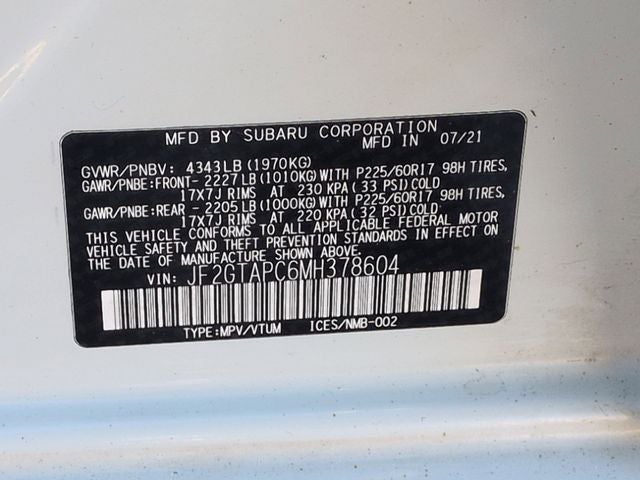 MFD BY SUBARU CORPORATION
MFD IN 07/21
GVWR/PNBV: 4343LB (1970KG)
GAWR/PNBE:FRONT- 2227LB (1010KG) WITH P225/60R17 98H TIRES,
17X7J RIMS AT 230 KPA (33 PSI) COLD
GAWR/PNBE:REAR - 2205LB (1000KG) WITH P225/60R17 98H TIRES,
17X7J RIMS AT 220 KPA (32 PSI) COLD
THIS VEHICLE CONFORMS TO ALL APPLICABLE FEDERAL MOTOR
VEHICLE SAFETY AND THEFT PREVENTION STANDARDS IN EFFECT
ON THE DATE OF MANUFACTURE SHOWN ABOVE.
VIN: JF2GTAPC6MH378604
TYPE:MPV/VTUM ICES/NMB-002